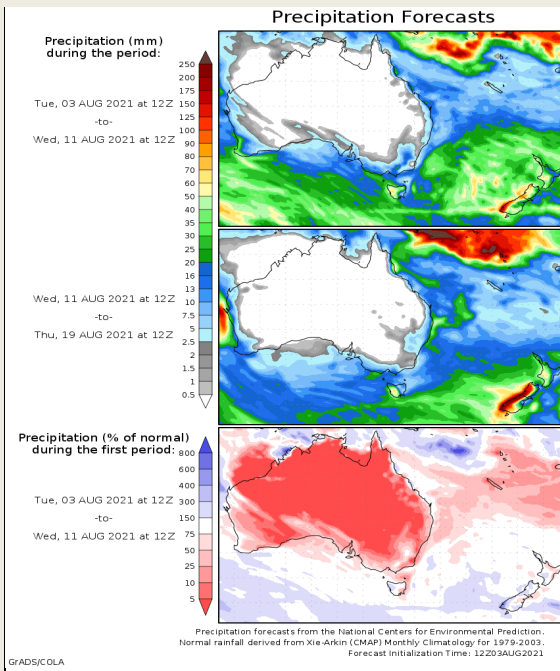 Precipitation Forecasts
Precipitation (mm)
during the period:
Tue, 03 AUG 2021 at 12Z
-to-
Wed, 11 AUG 2021 at 12Z
250
200
175
150
125
100
90
80
70
60
50
40
35
30
25
20
16
13
10
7.5
5
2.5
2
1.5
1
0.5
Wed, 11 AUG 2021 at 12Z
-to-
Thu, 19 AUG 2021 at 12Z
Precipitation (% of normal)
during the first period:
Tue, 03 AUG 2021 at 12Z
-to-
Wed, 11 AUG 2021 at 12Z
800
600
400
300
150
75
50
25
10
5
Precipitation forecasts from the National Centers for Environmental Prediction.
Normal rainfall derived from Xie-Arkin (CMAP) Monthly Climatology for 1979-2003.
Forecast Initialization Time: 12Z03AUG2021
GrADS/COLA